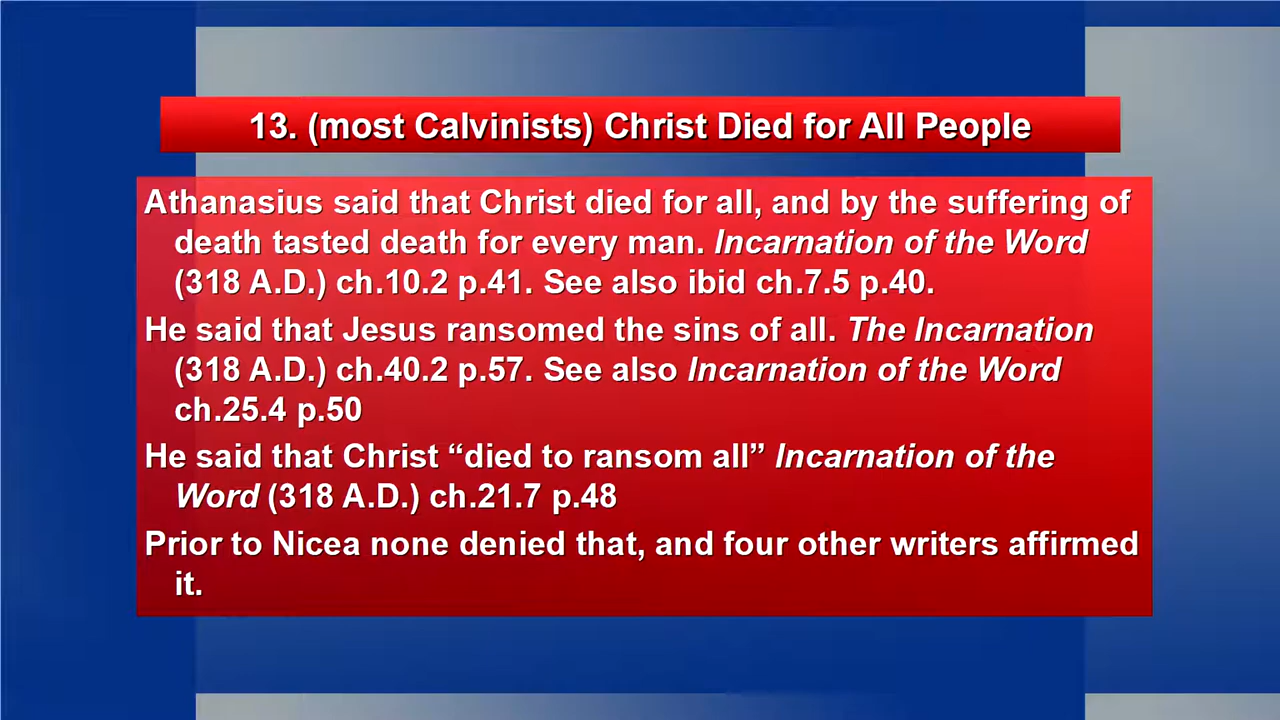 13. (most Calvinists) Christ Died for All People
Athanasius said that Christ died for all, and by the suffering of
death tasted death for every man. Incarnation of the Word
(318 A.D.) ch.10.2 p.41. See also ibid ch.7.5 p.40.
He said that Jesus ransomed the sins of all. The Incarnation
(318 A.D.) ch.40.2 p.57. See also Incarnation of the Word
ch.25.4 p.50
He said that Christ “died to ransom all” Incarnation of the
Word (318 A.D.) ch.21.7 p.48
Prior to Nicea none denied that, and four other writers affirmed
it.